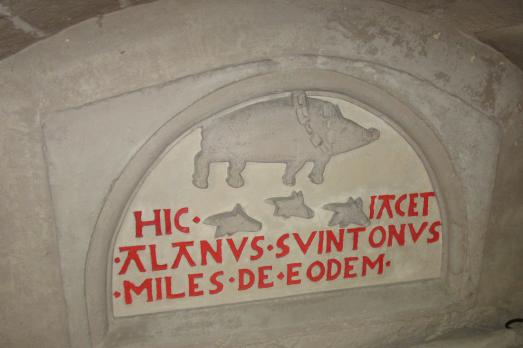 HIC· IACET
·ALANVS·SVINTONVS
·MILES·DE·EODEM·